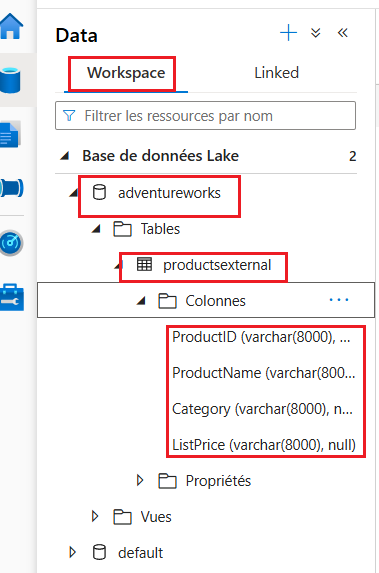 Data
Workspace Linked
Filtrer les ressources par nom
Base de données Lake 2
adventureworks
Tables
productsexternal
Colonnes ...
ProductID (varchar(8000), ...
ProductName (varchar(800...
Category (varchar(8000), n...
ListPrice (varchar(8000), null)
Propriétés
Vues
default